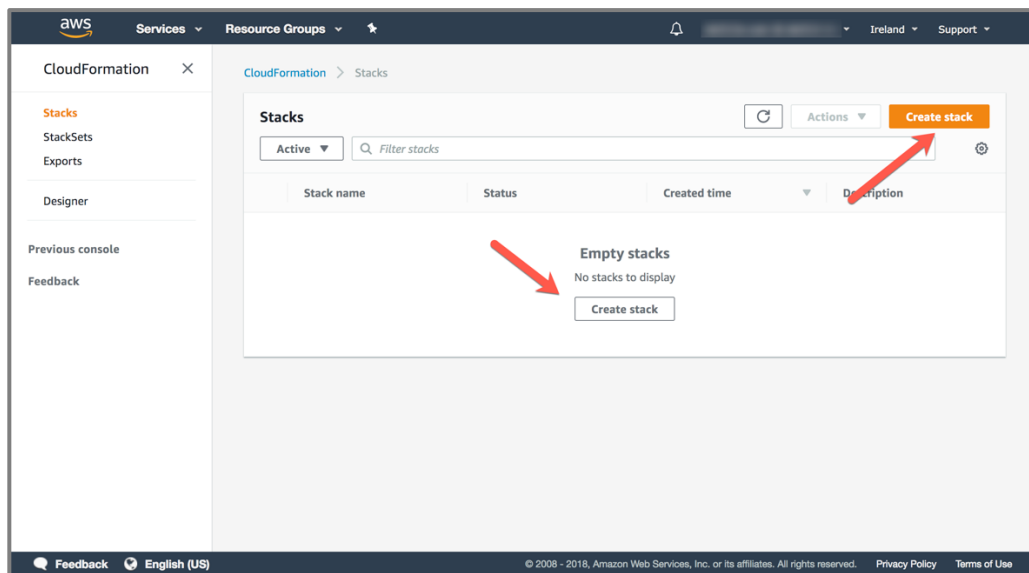 aws Services Resource Groups Ireland Support
CloudFormation
CloudFormation > Stacks
Stacks
StackSets
Exports
Designer
Previous console
Feedback
Stacks Actions Create stack
Active Filter stacks
Stack name Status Created time Description
Empty stacks
No stacks to display
Create stack
Feedback English (US) © 2008 - 2018, Amazon Web Services, Inc. or its affiliates. All rights reserved. Privacy Policy Terms of Use